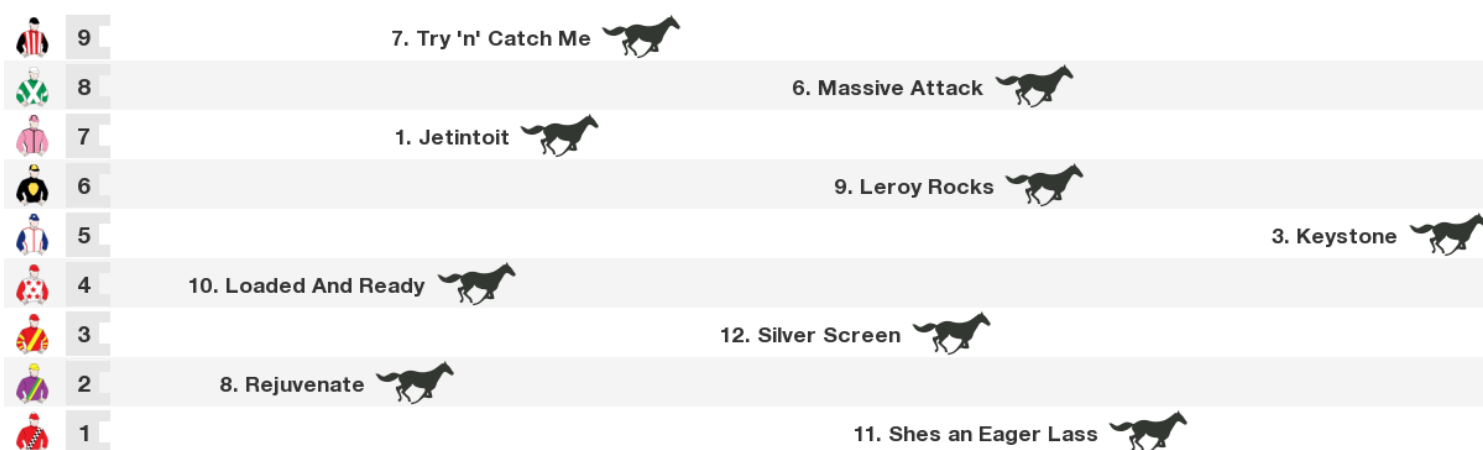 9 7. Try 'n' Catch Me
8 6. Massive Attack
7 1. Jetintoit
6 9. Leroy Rocks
5 3. Keystone
4 10. Loaded And Ready
3 12. Silver Screen
2 8. Rejuvenate
1 11. Shes an Eager Lass